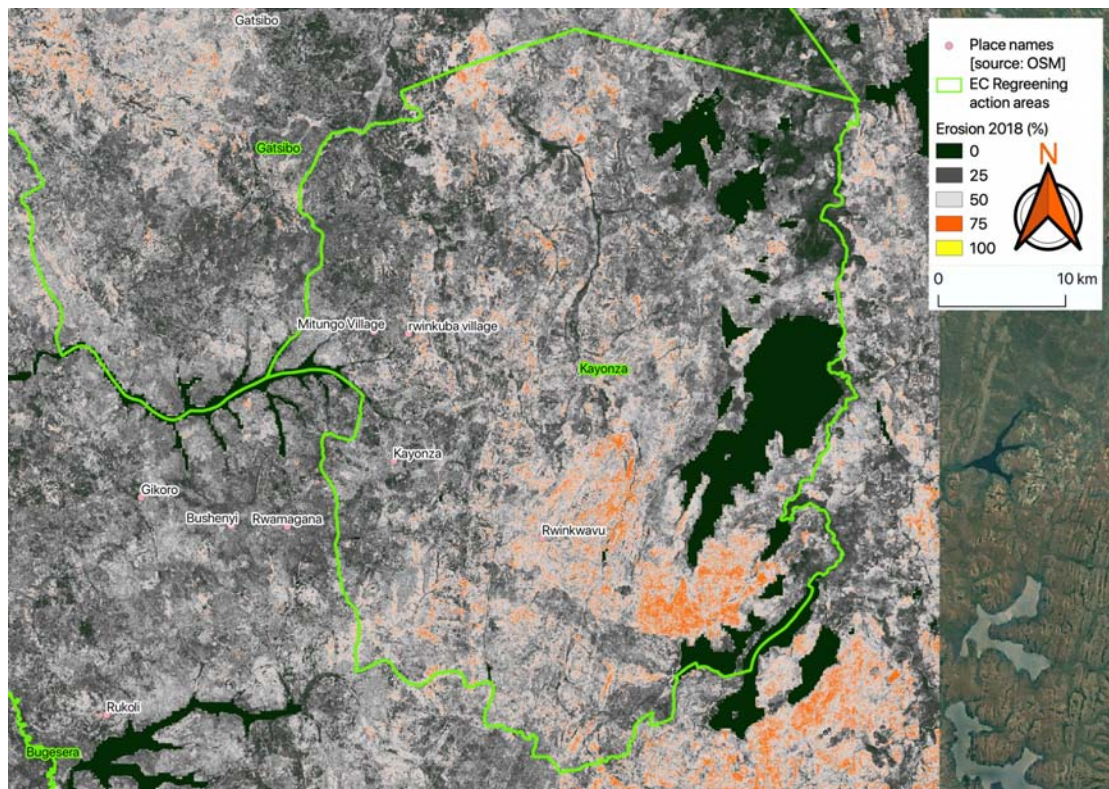 Gatsibo
Place names
[source: OSM]
EC Regreening
action areas
Erosion 2018 (%)
0
25
50
75
100
N
0 10 km
Gatsibo
Mitungo Village
rwinkuba village
Kayonza
Kayonza
Gikoro
Bushenyi
Rwamagana
Rwinkwavu
Rukoli
Bugesera